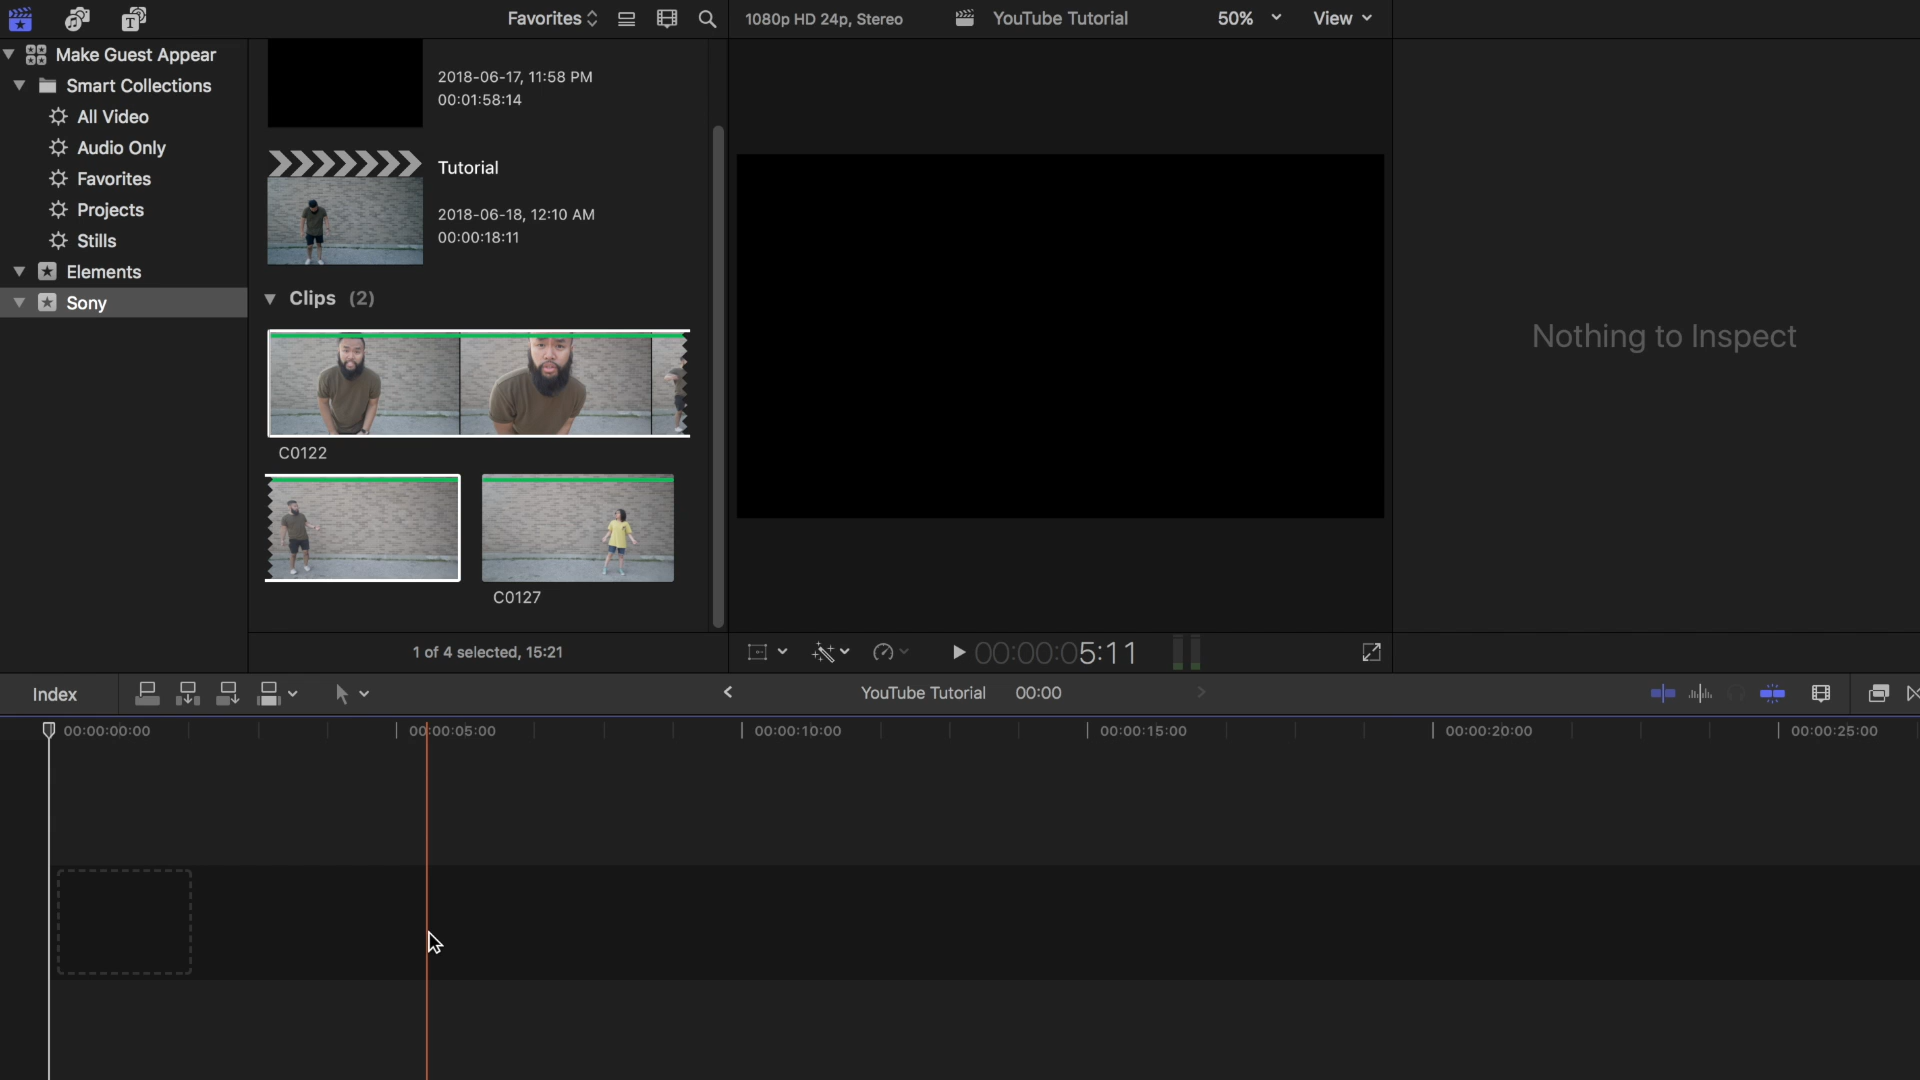 Favorites
1080p HD 24p, Stereo
YouTube Tutorial
50%
View
Make Guest Appear
Smart Collections
All Video
Audio Only
Favorites
Projects
Stills
Elements
Sony
2018-06-17, 11:58 PM
00:01:58:14
Tutorial
2018-06-18, 12:10 AM
00:00:18:11
Clips (2)
C0122
C0127
1 of 4 selected, 15:21
Nothing to Inspect
00:00:05:11
Index
YouTube Tutorial 00:00
00:00:00:00
00:00:05:00
00:00:10:00
00:00:15:00
00:00:20:00
00:00:25:00